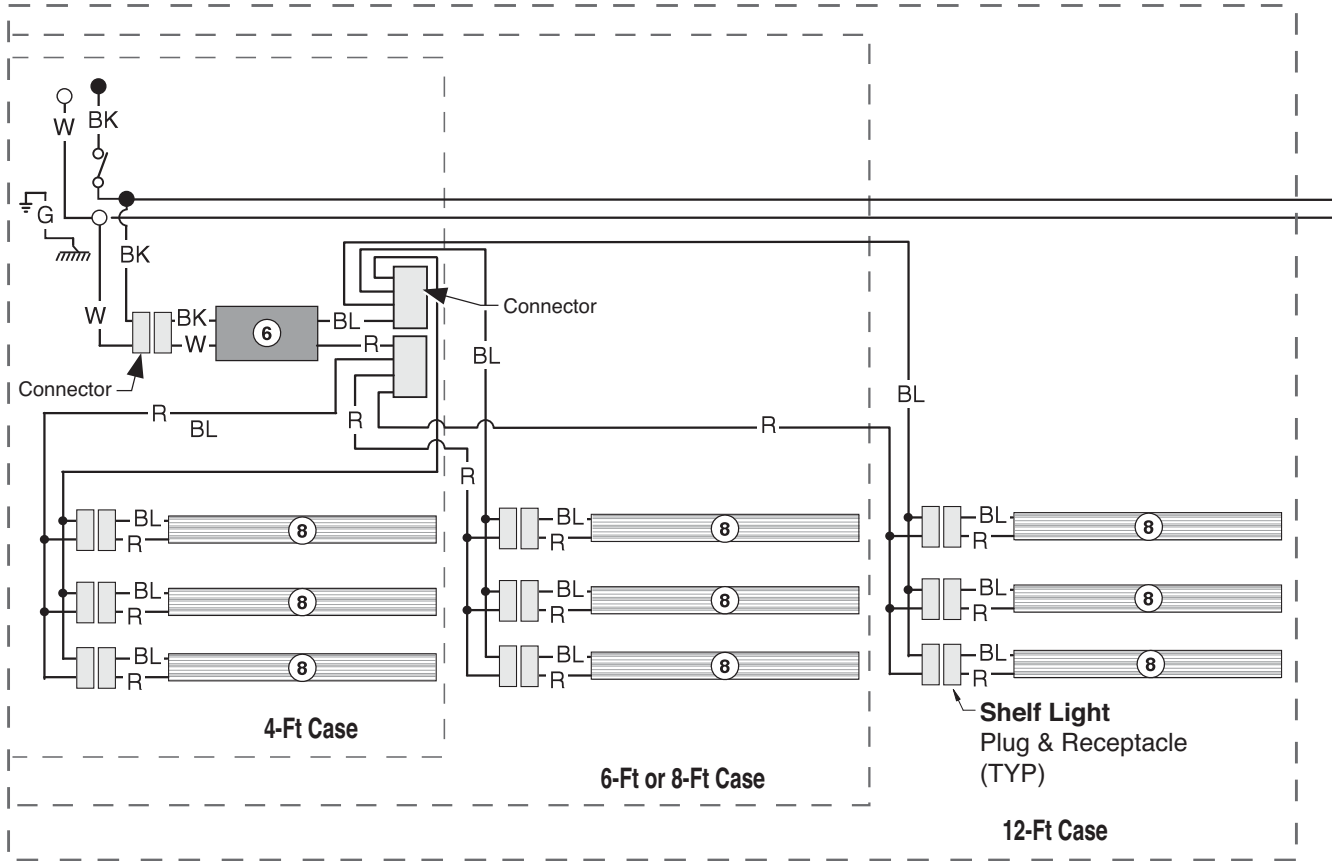 W
BK
G
BK
W
BK
W
6
BL
R
Connector
Connector
BL
BL
R
BL
R
R
R
BL
R
8
BL
R
8
BL
R
8
BL
R
8
BL
R
8
BL
R
8
BL
R
8
BL
R
8
BL
R
8
4-Ft Case
6-Ft or 8-Ft Case
Shelf Light
Plug & Receptacle
(TYP)
12-Ft Case